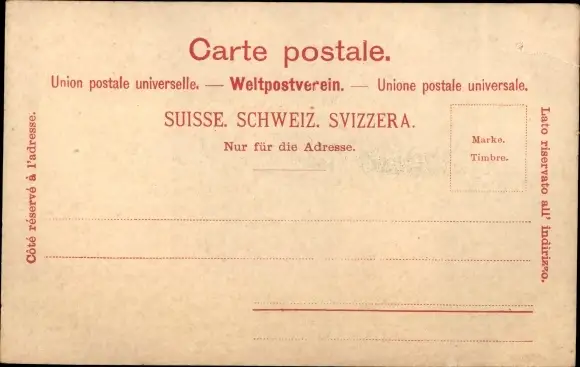 Carte postale.
Union postale universelle. — Weltpostverein. — Unione postale universale.
SUISSE. SCHWEIZ. SVIZZERA.
Nur für die Adresse.
Marke.
Timbre.
Côté réservé à l'adresse.
Lato riservato all' indirizzo.